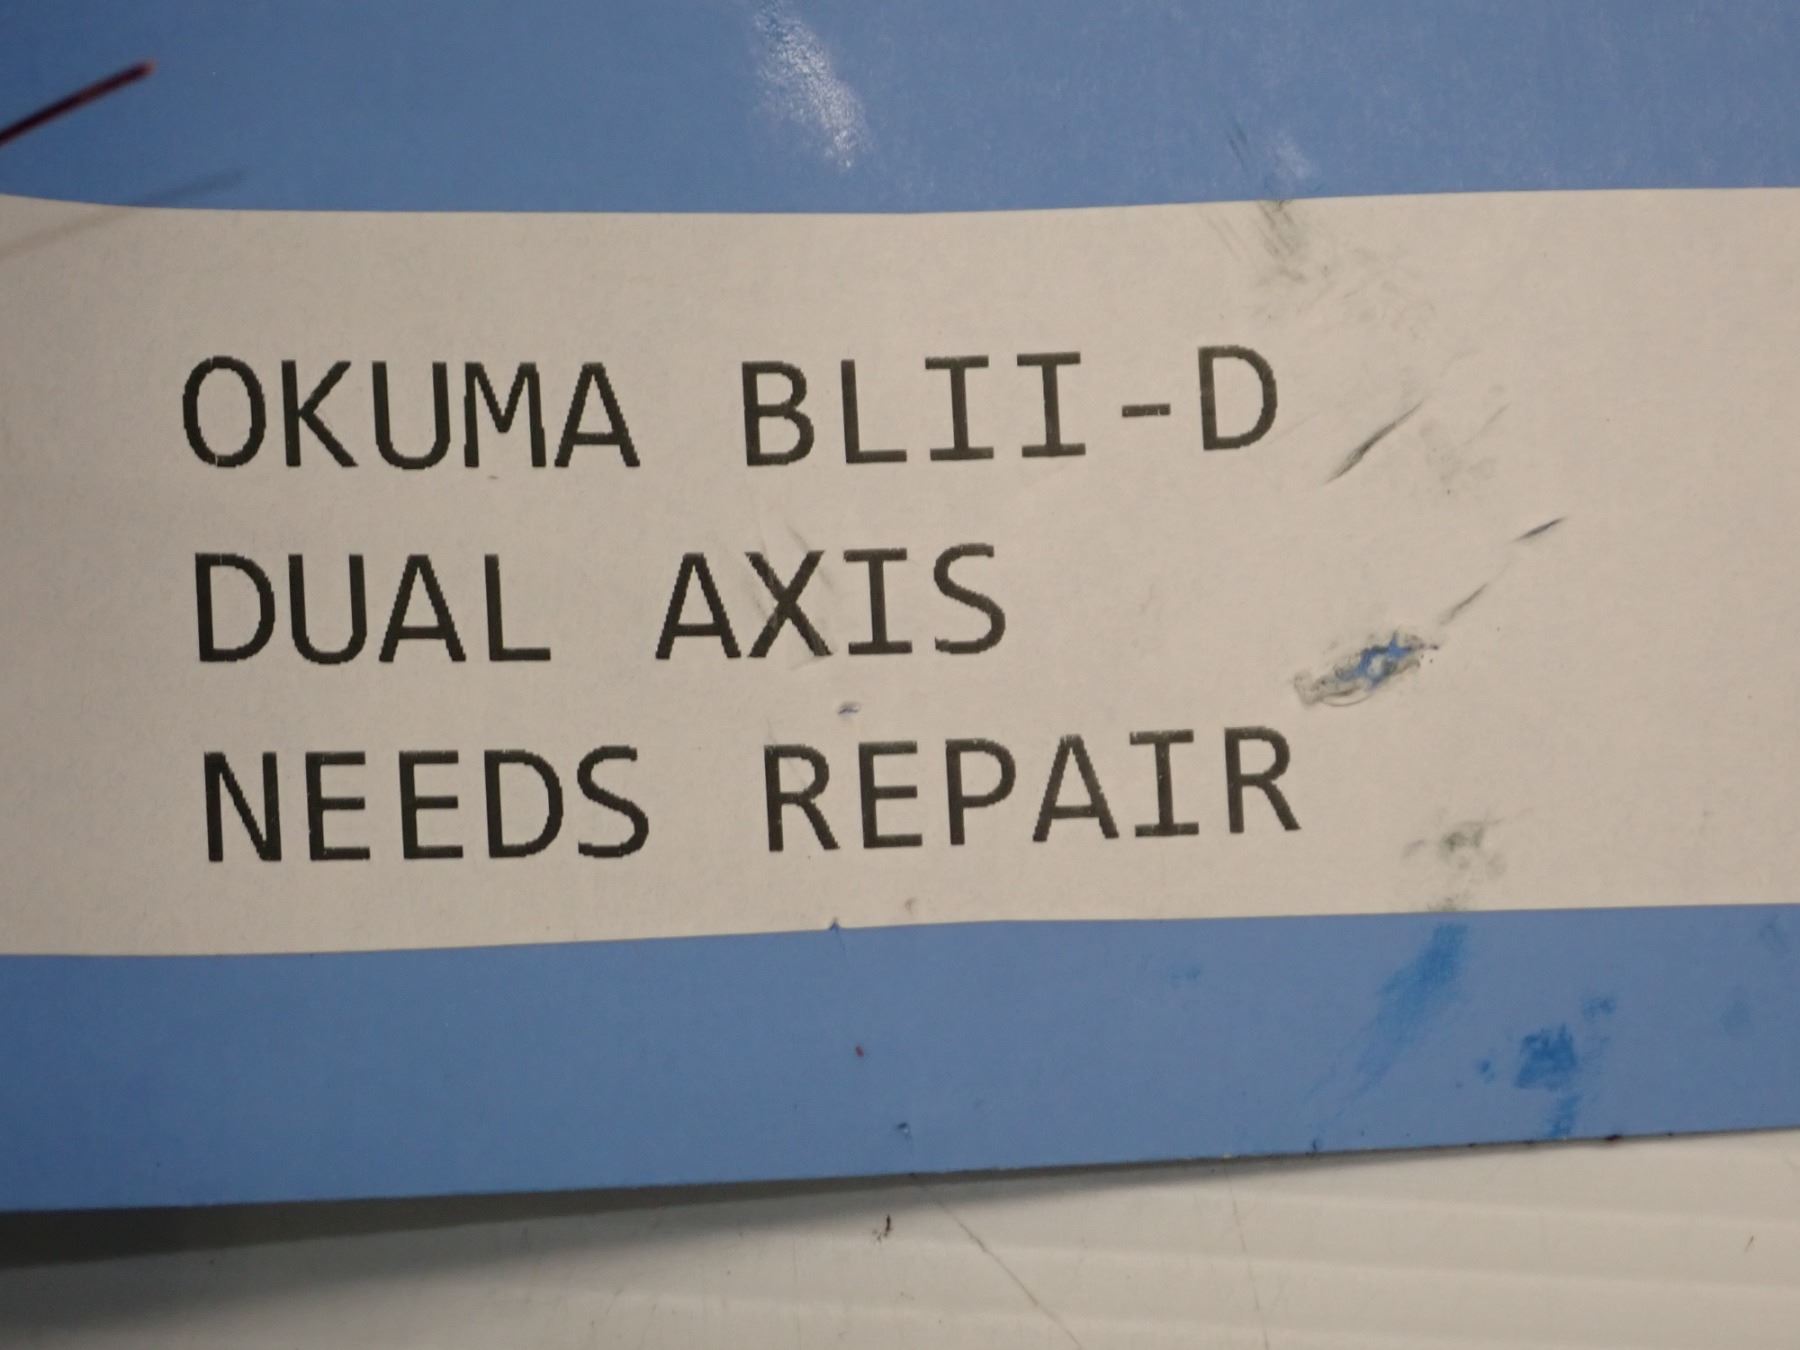 OKUMA BLII-D
DUAL AXIS
NEEDS REPAIR